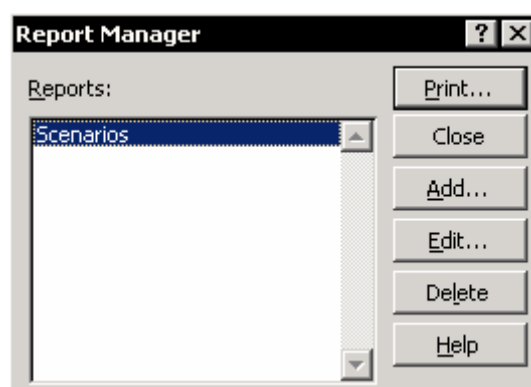 Report Manager
Reports:
Scenarios
Print...
Close
Add...
Edit...
Delete
Help